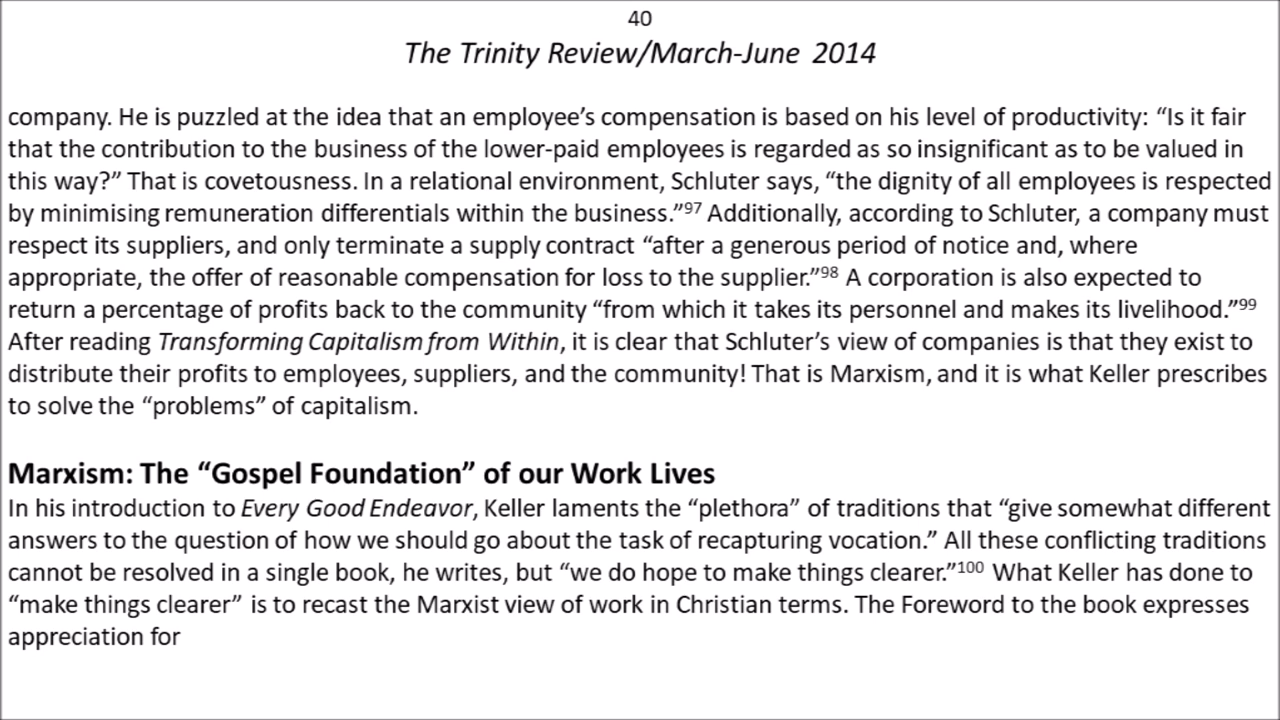 40
The Trinity Review/March-June 2014
company. He is puzzled at the idea that an employee’s compensation is based on his level of productivity: “Is it fair
that the contribution to the business of the lower-paid employees is regarded as so insignificant as to be valued in
this way?” That is covetousness. In a relational environment, Schluter says, “the dignity of all employees is respected
by minimising remuneration differentials within the business.”97 Additionally, according to Schluter, a company must
respect its suppliers, and only terminate a supply contract “after a generous period of notice and, where
appropriate, the offer of reasonable compensation for loss to the supplier.”98 A corporation is also expected to
return a percentage of profits back to the community “from which it takes its personnel and makes its livelihood.”99
After reading Transforming Capitalism from Within, it is clear that Schluter’s view of companies is that they exist to
distribute their profits to employees, suppliers, and the community! That is Marxism, and it is what Keller prescribes
to solve the “problems” of capitalism.
Marxism: The “Gospel Foundation” of our Work Lives
In his introduction to Every Good Endeavor, Keller laments the “plethora” of traditions that “give somewhat different
answers to the question of how we should go about the task of recapturing vocation.” All these conflicting traditions
cannot be resolved in a single book, he writes, but “we do hope to make things clearer.”100 What Keller has done to
“make things clearer” is to recast the Marxist view of work in Christian terms. The Foreword to the book expresses
appreciation for